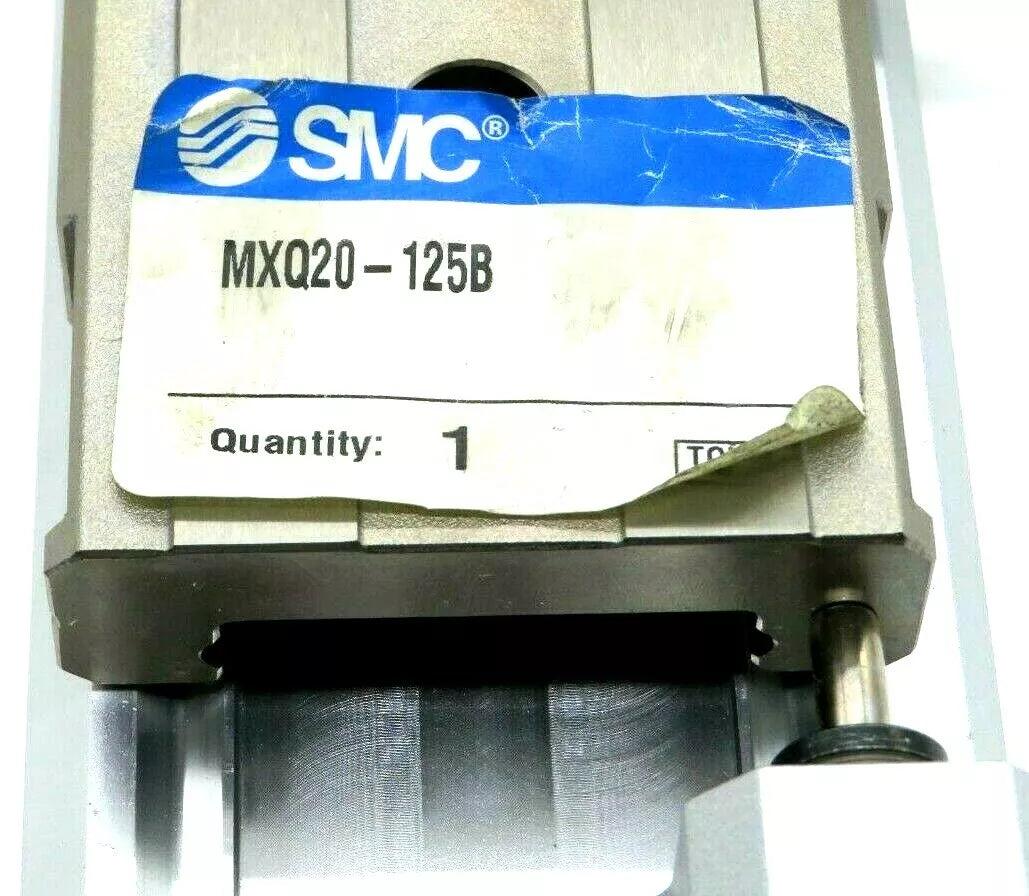 SMC®
MXQ20-125B
Quantity: 1